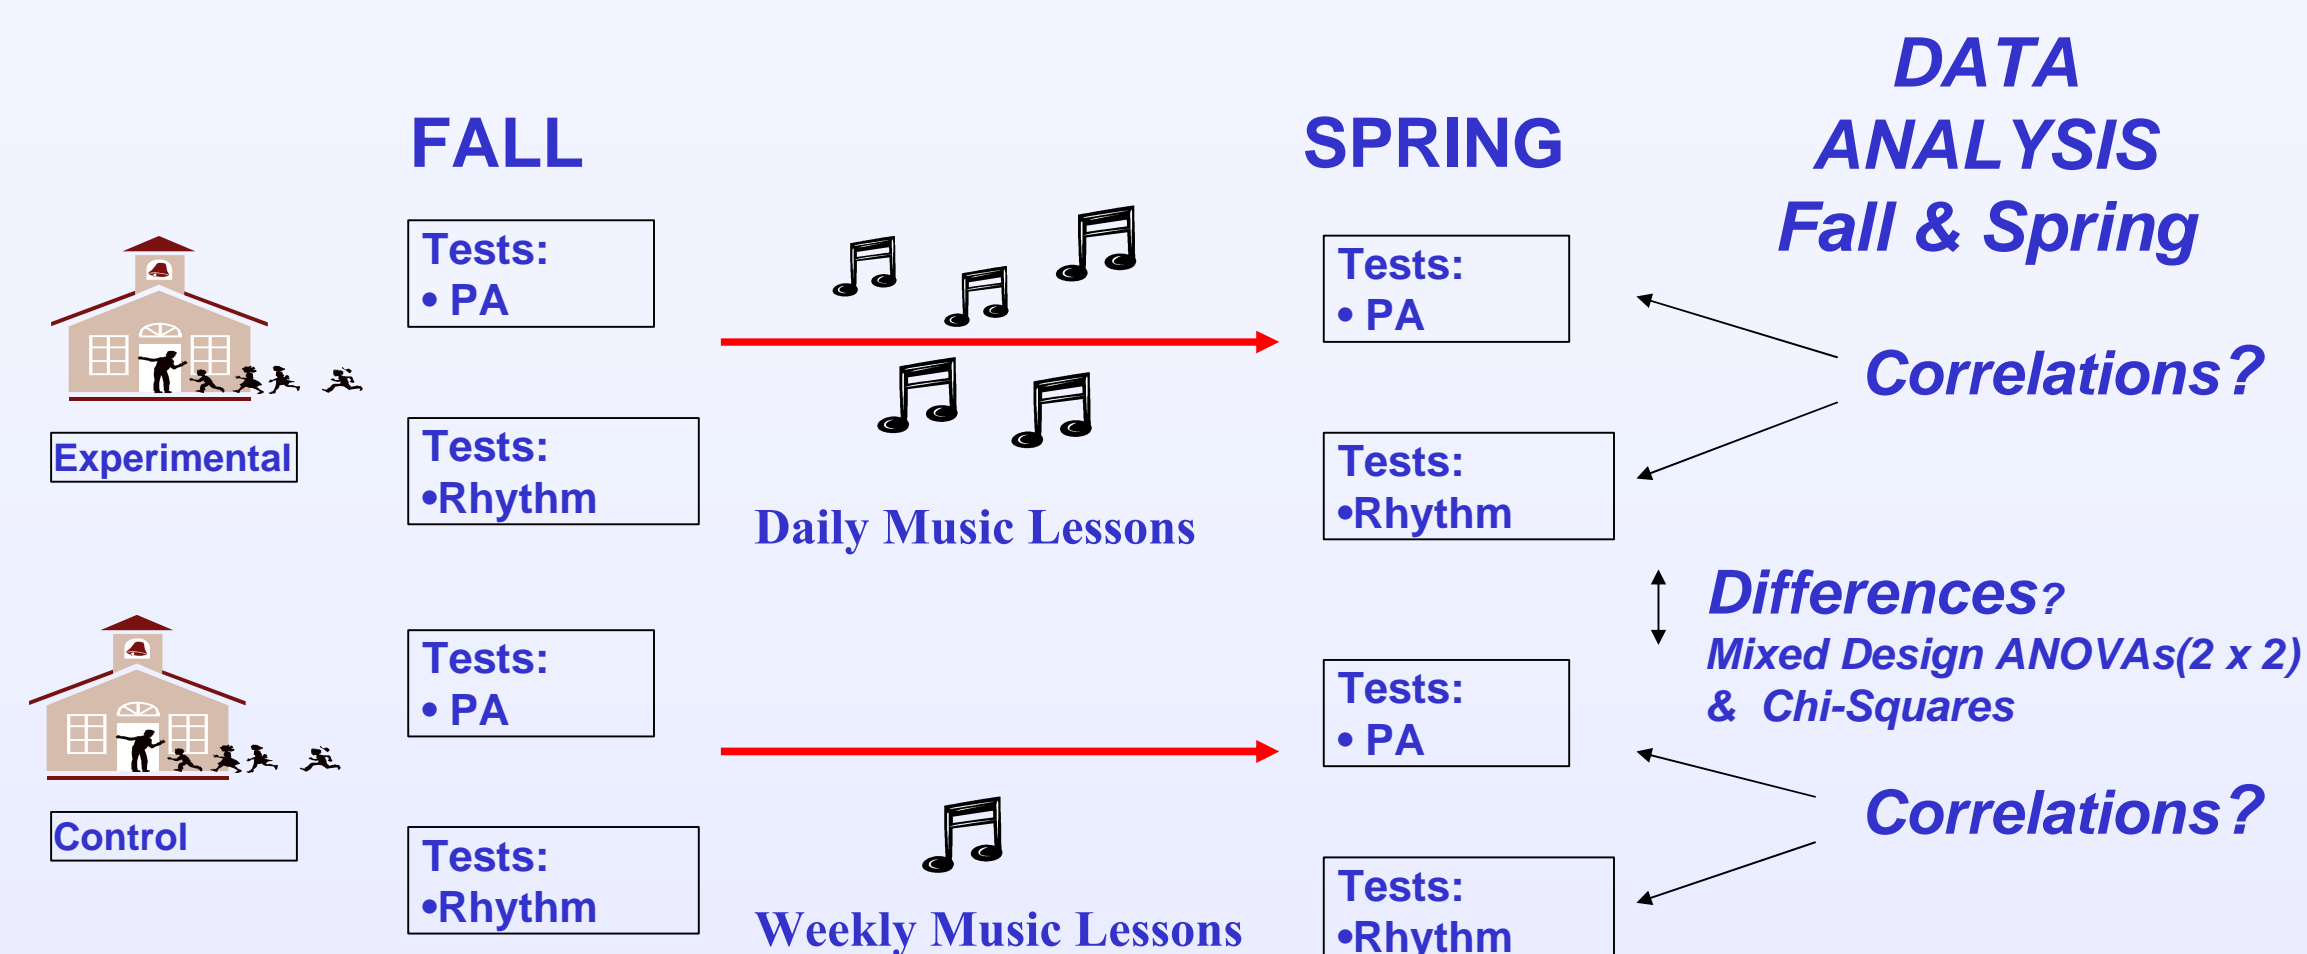 DATA
ANALYSIS
Fall & Spring
FALL
SPRING
Tests:
• PA
Tests:
• PA
Correlations?
Experimental
Tests:
•Rhythm
Tests:
•Rhythm
Daily Music Lessons
Differences?
Mixed Design ANOVAs(2 x 2)
& Chi-Squares
Tests:
• PA
Tests:
• PA
Correlations?
Control
Tests:
•Rhythm
Tests:
•Rhythm
Weekly Music Lessons